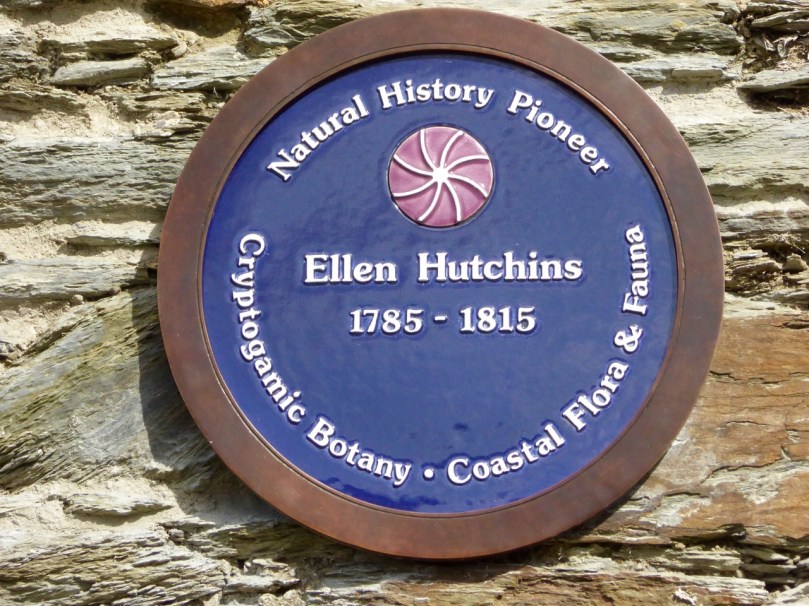 Natural History Pioneer
Ellen Hutchins
1785 - 1815
Cryptogamic Botany • Coastal Flora & Fauna